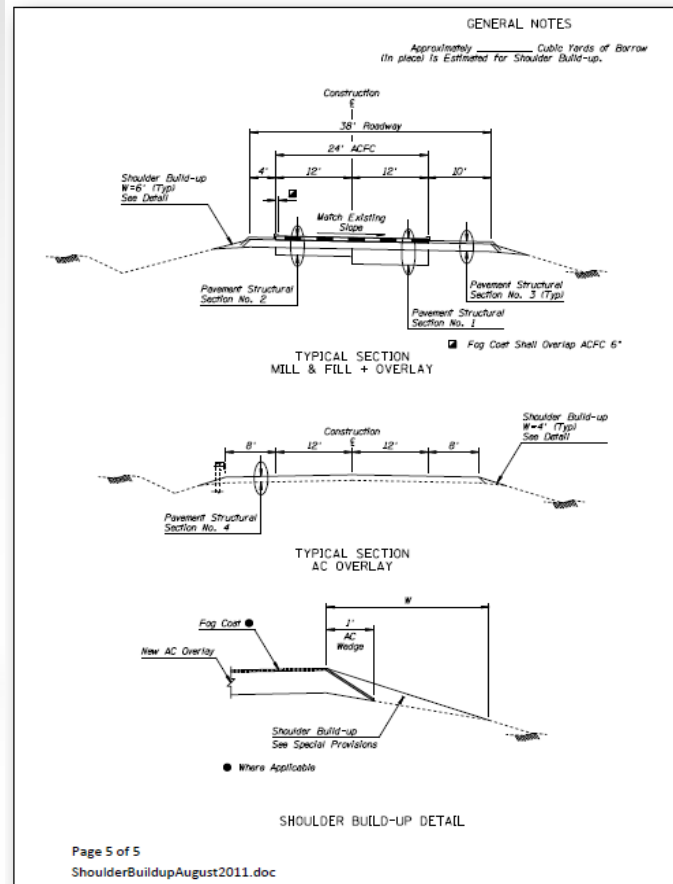 GENERAL NOTES
Approximately ________ Cubic Yards of Borrow
(in place) is Estimated for Shoulder Build-up.
Construction
℄
38' Roadway
24' ACFC
4'
12'
12'
10'
Shoulder Build-up
W=6' (Typ)
See Detail
Match Existing
Slope
Pavement Structural
Section No. 2
Pavement Structural
Section No. 3 (Typ)
Pavement Structural
Section No. 1
Fog Coat Shall Overlap ACFC 6"
TYPICAL SECTION
MILL & FILL + OVERLAY
Construction
℄
8'
12'
12'
8'
Shoulder Build-up
W=4' (Typ)
See Detail
Pavement Structural
Section No. 4
TYPICAL SECTION
AC OVERLAY
W
Fog Coat ●
1'
AC
Wedge
New AC Overlay
Shoulder Build-up
See Special Provisions
● Where Applicable
SHOULDER BUILD-UP DETAIL
Page 5 of 5
ShoulderBuildupAugust2011.doc